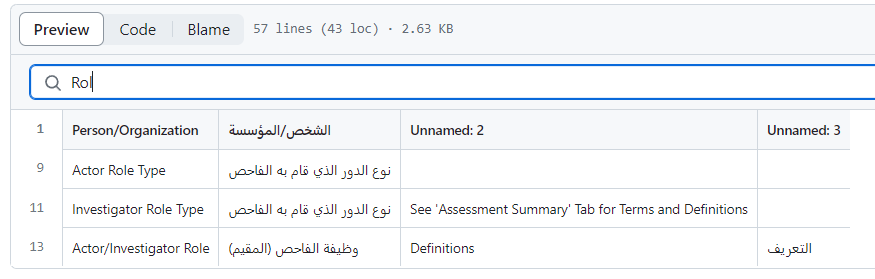 Preview Code Blame 57 lines (43 loc) · 2.63 KB
Rol
1 Person/Organization الشخص/المؤسسة Unnamed: 2 Unnamed: 3
9 Actor Role Type نوع الدور الذي قام به الفاحص
11 Investigator Role Type نوع الدور الذي قام به الفاحص See 'Assessment Summary' Tab for Terms and Definitions
13 Actor/Investigator Role وظيفة الفاحص (المقيم) Definitions التعريف